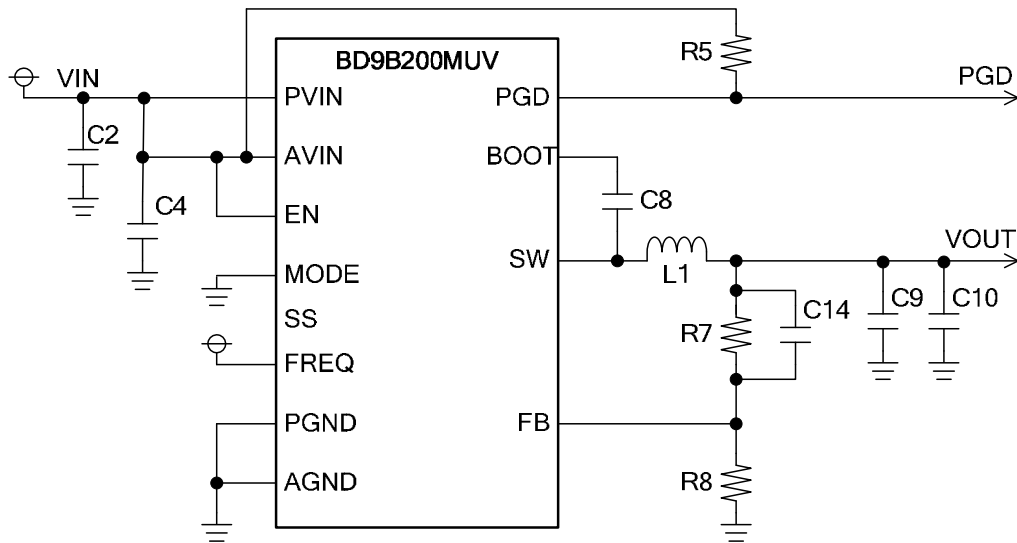 BD9B200MUV
R5
VIN
PVIN
PGD
PGD
C2
AVIN
BOOT
C4
EN
C8
SW
L1
VOUT
MODE
SS
R7
C14
C9
C10
FREQ
PGND
FB
AGND
R8